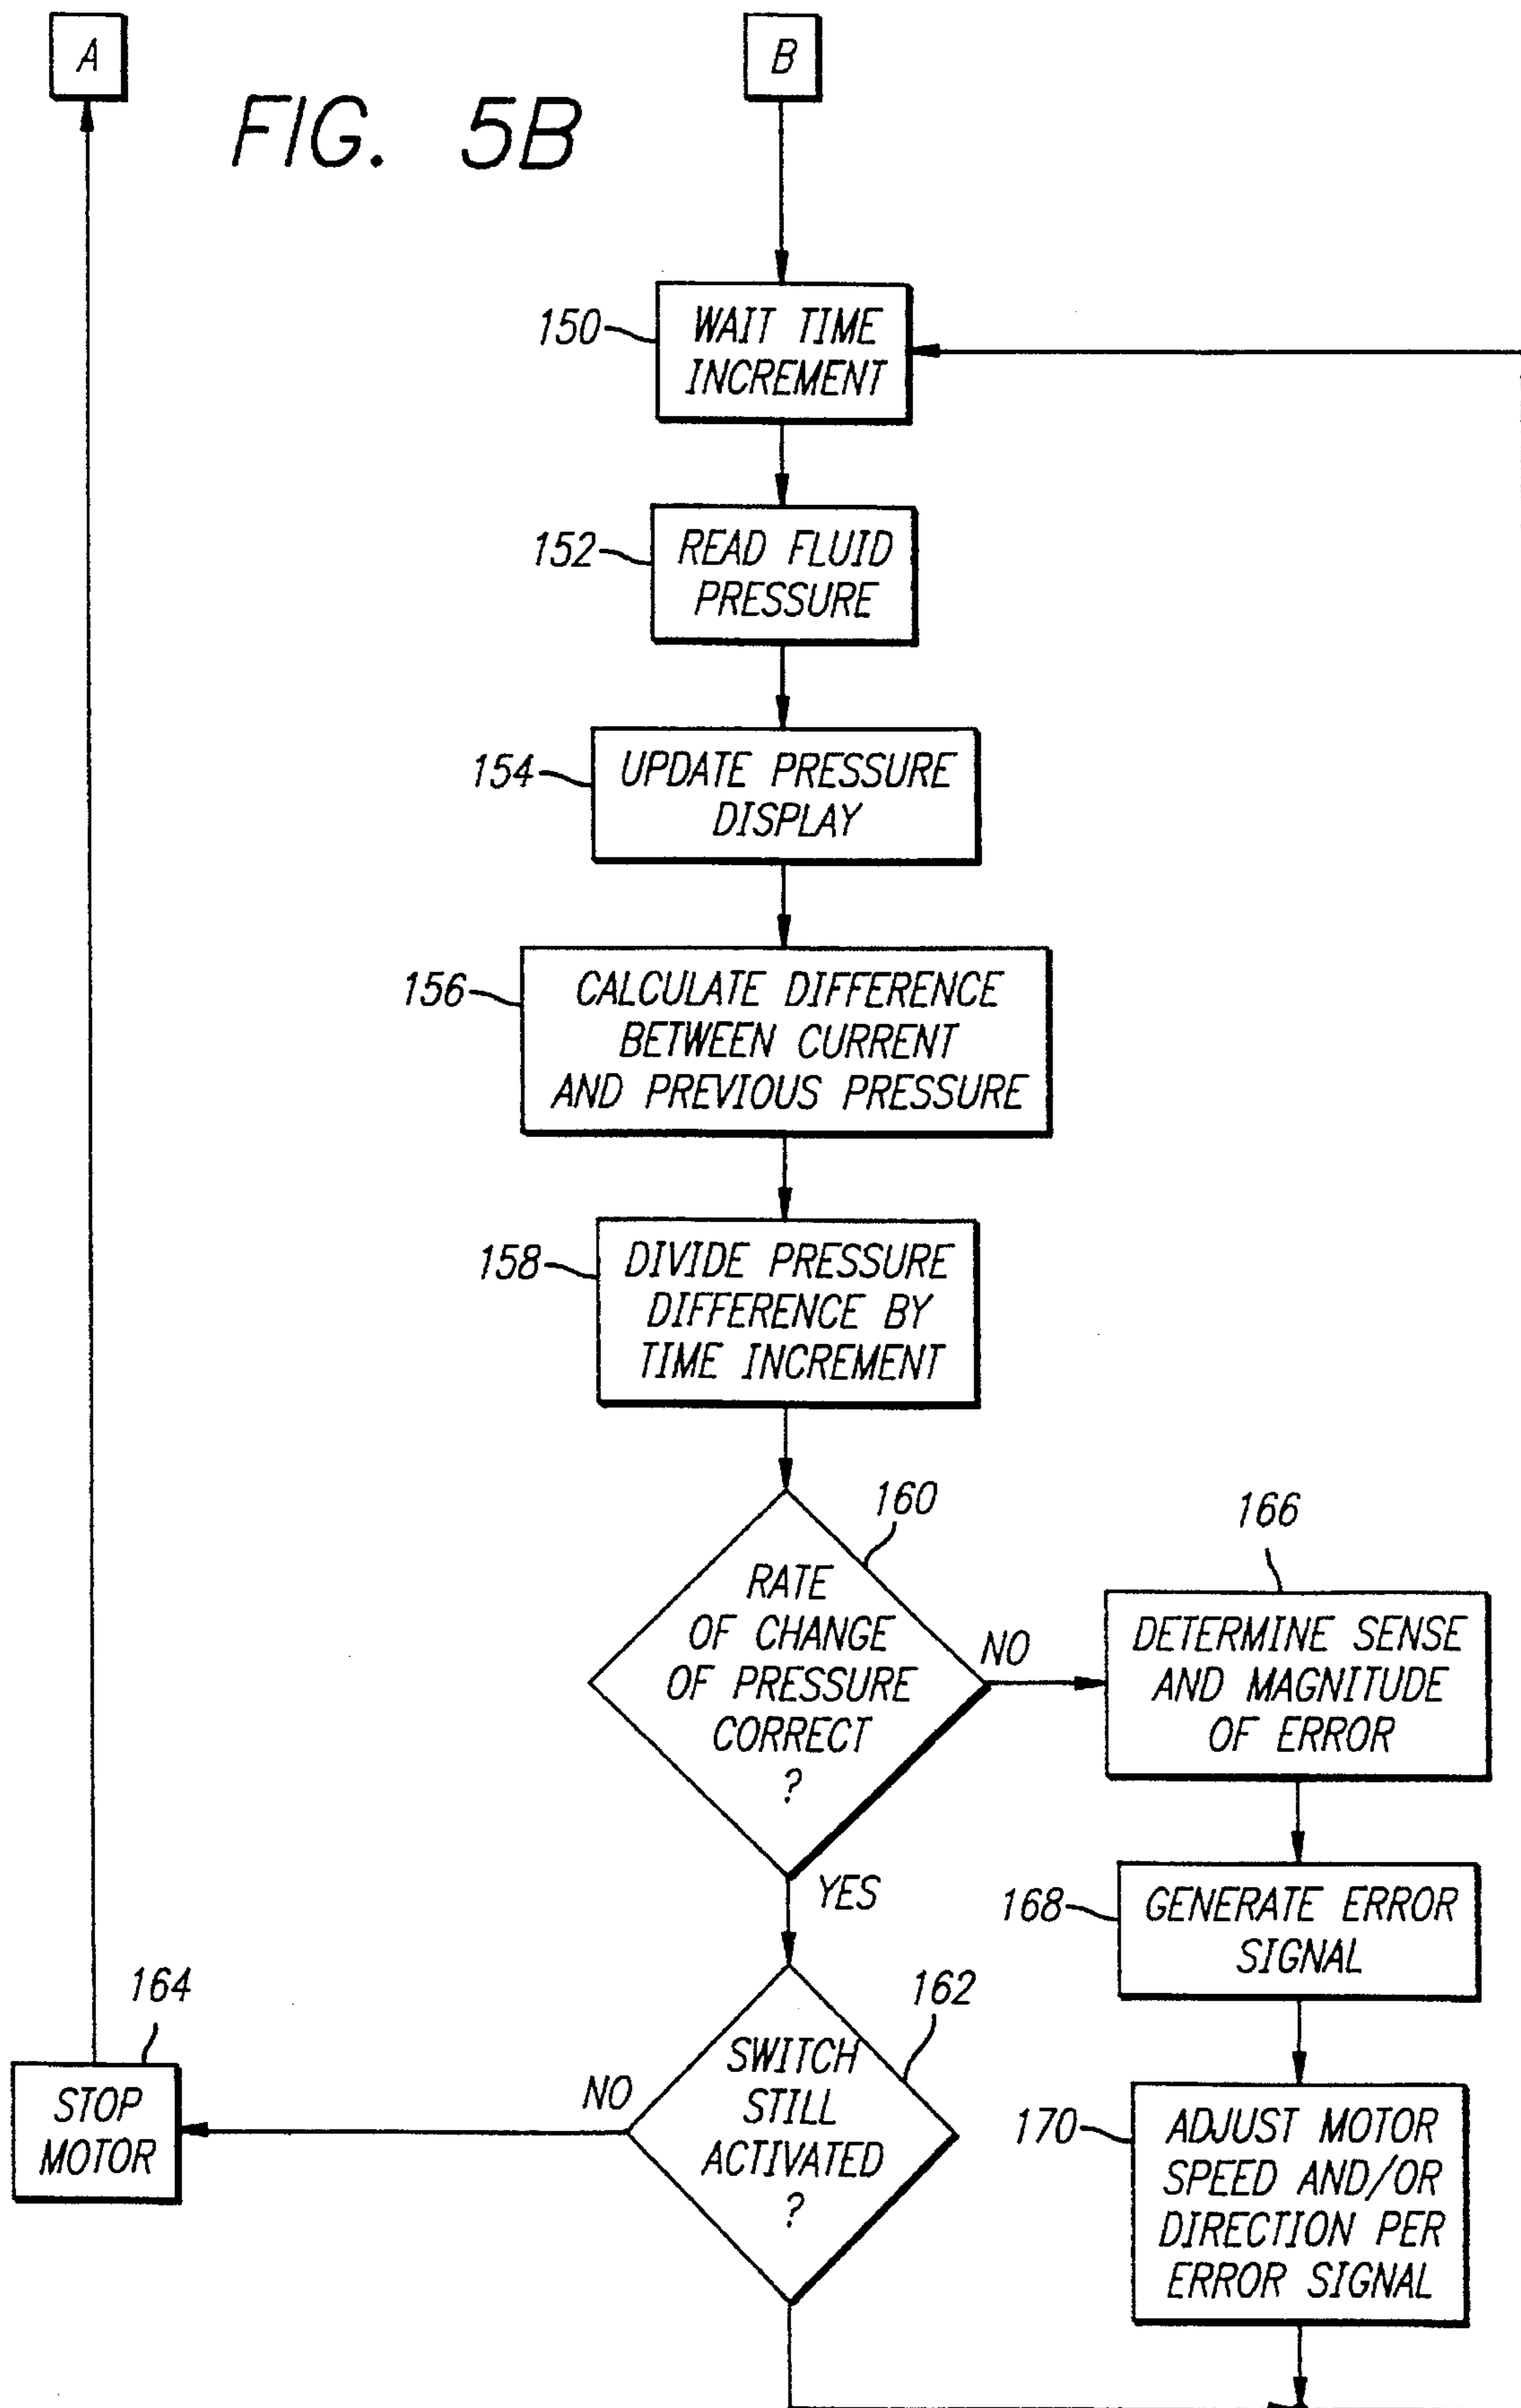 A
B
FIG. 5B
150
WAIT TIME
INCREMENT
152
READ FLUID
PRESSURE
154
UPDATE PRESSURE
DISPLAY
156
CALCULATE DIFFERENCE
BETWEEN CURRENT
AND PREVIOUS PRESSURE
158
DIVIDE PRESSURE
DIFFERENCE BY
TIME INCREMENT
160
RATE
OF CHANGE
OF PRESSURE
CORRECT
?
NO
166
DETERMINE SENSE
AND MAGNITUDE
OF ERROR
YES
168
GENERATE ERROR
SIGNAL
162
SWITCH
STILL
ACTIVATED
?
NO
164
STOP
MOTOR
170
ADJUST MOTOR
SPEED AND/OR
DIRECTION PER
ERROR SIGNAL